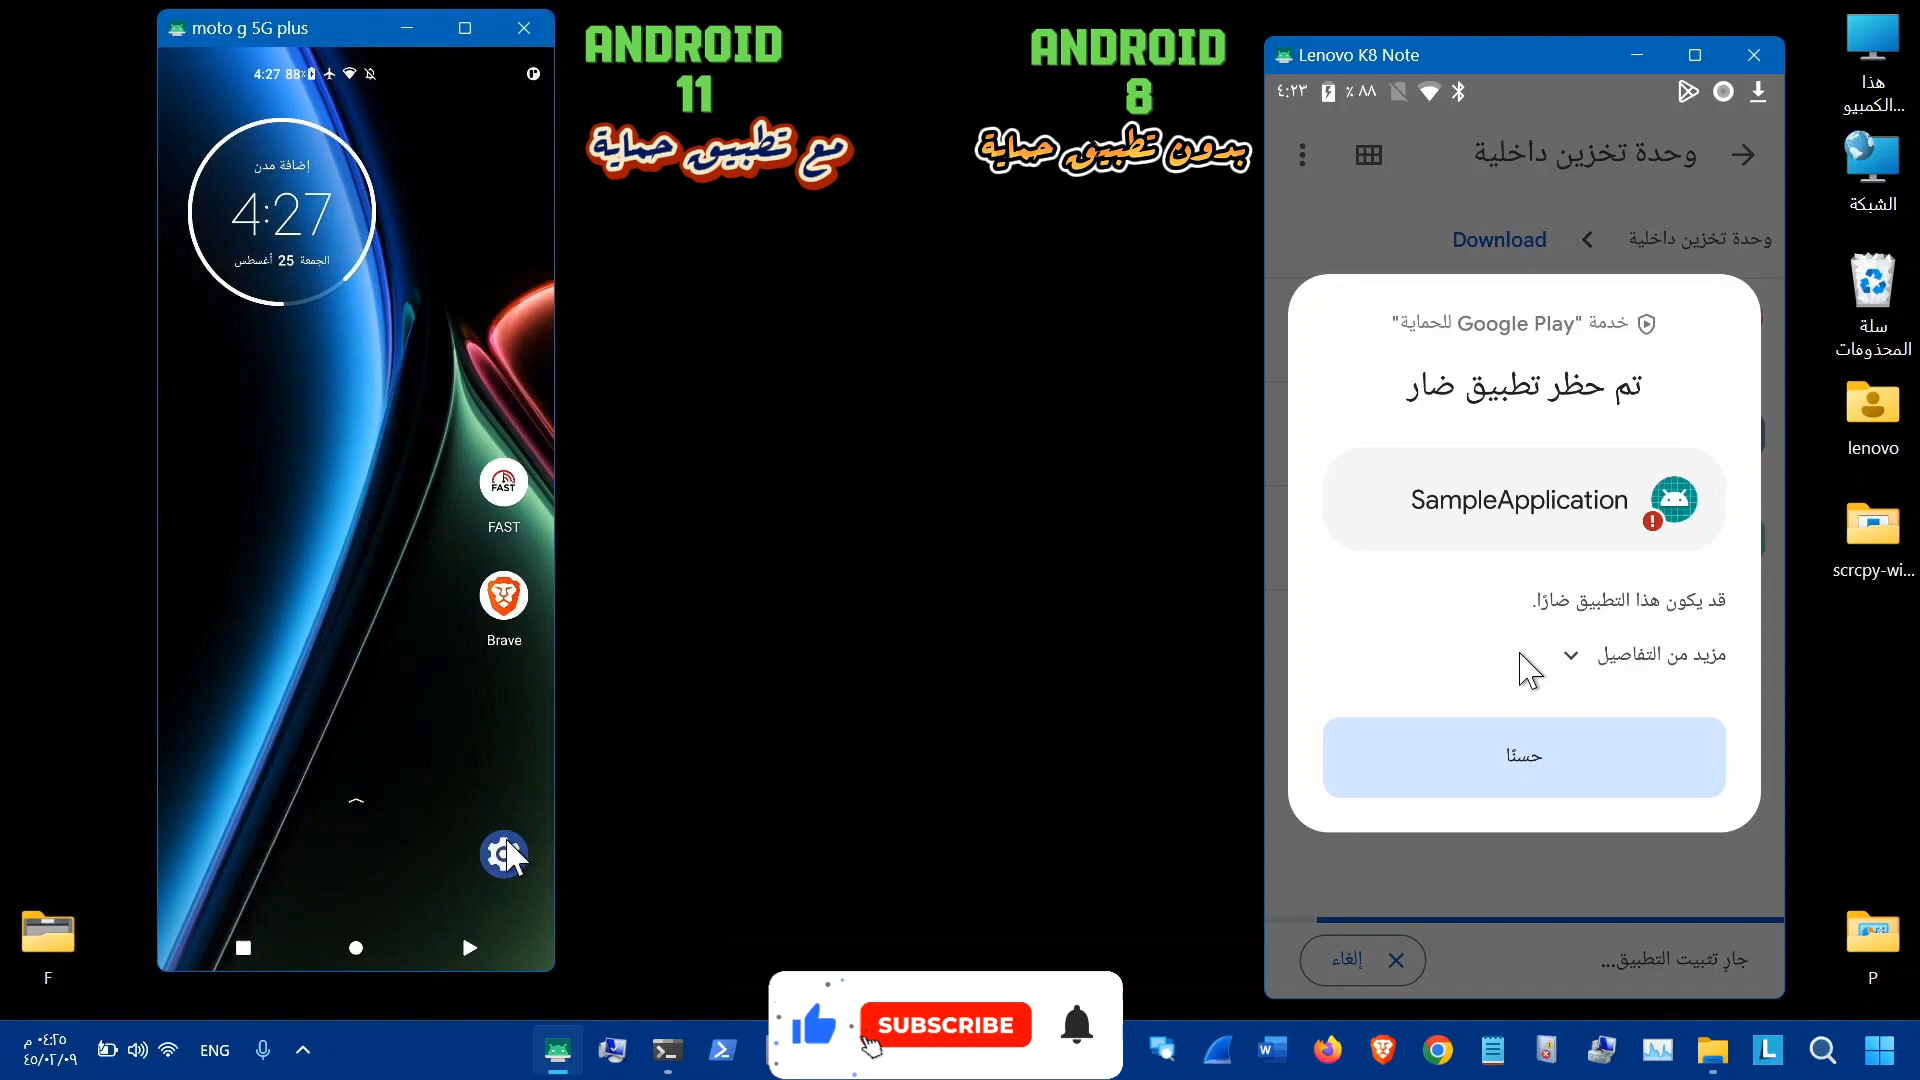 moto g 5G plus
4:27 88٪
إضافة مدن
4:27
الجمعة 25 أغسطس
FAST
FAST
Brave
ANDROID
11
مع تطبيق حماية
ANDROID
8
بدون تطبيق حماية
Lenovo K8 Note
٤:٢٣ ٪ ٨٨
وحدة تخزين داخلية
وحدة تخزين داخلية
Download
خدمة "Google Play للحماية"
تم حظر تطبيق ضار
SampleApplication
قد يكون هذا التطبيق ضارًا.
مزيد من التفاصيل
حسنًا
جارٍ تثبيت التطبيق...
إلغاء
هذا
الكمبيو...
الشبكة
سلة
المحذوفات
lenovo
scrcpy-wi...
P
F
SUBSCRIBE
٠٤:٢٥ م
٤٥/٠٢/٠٩
ENG